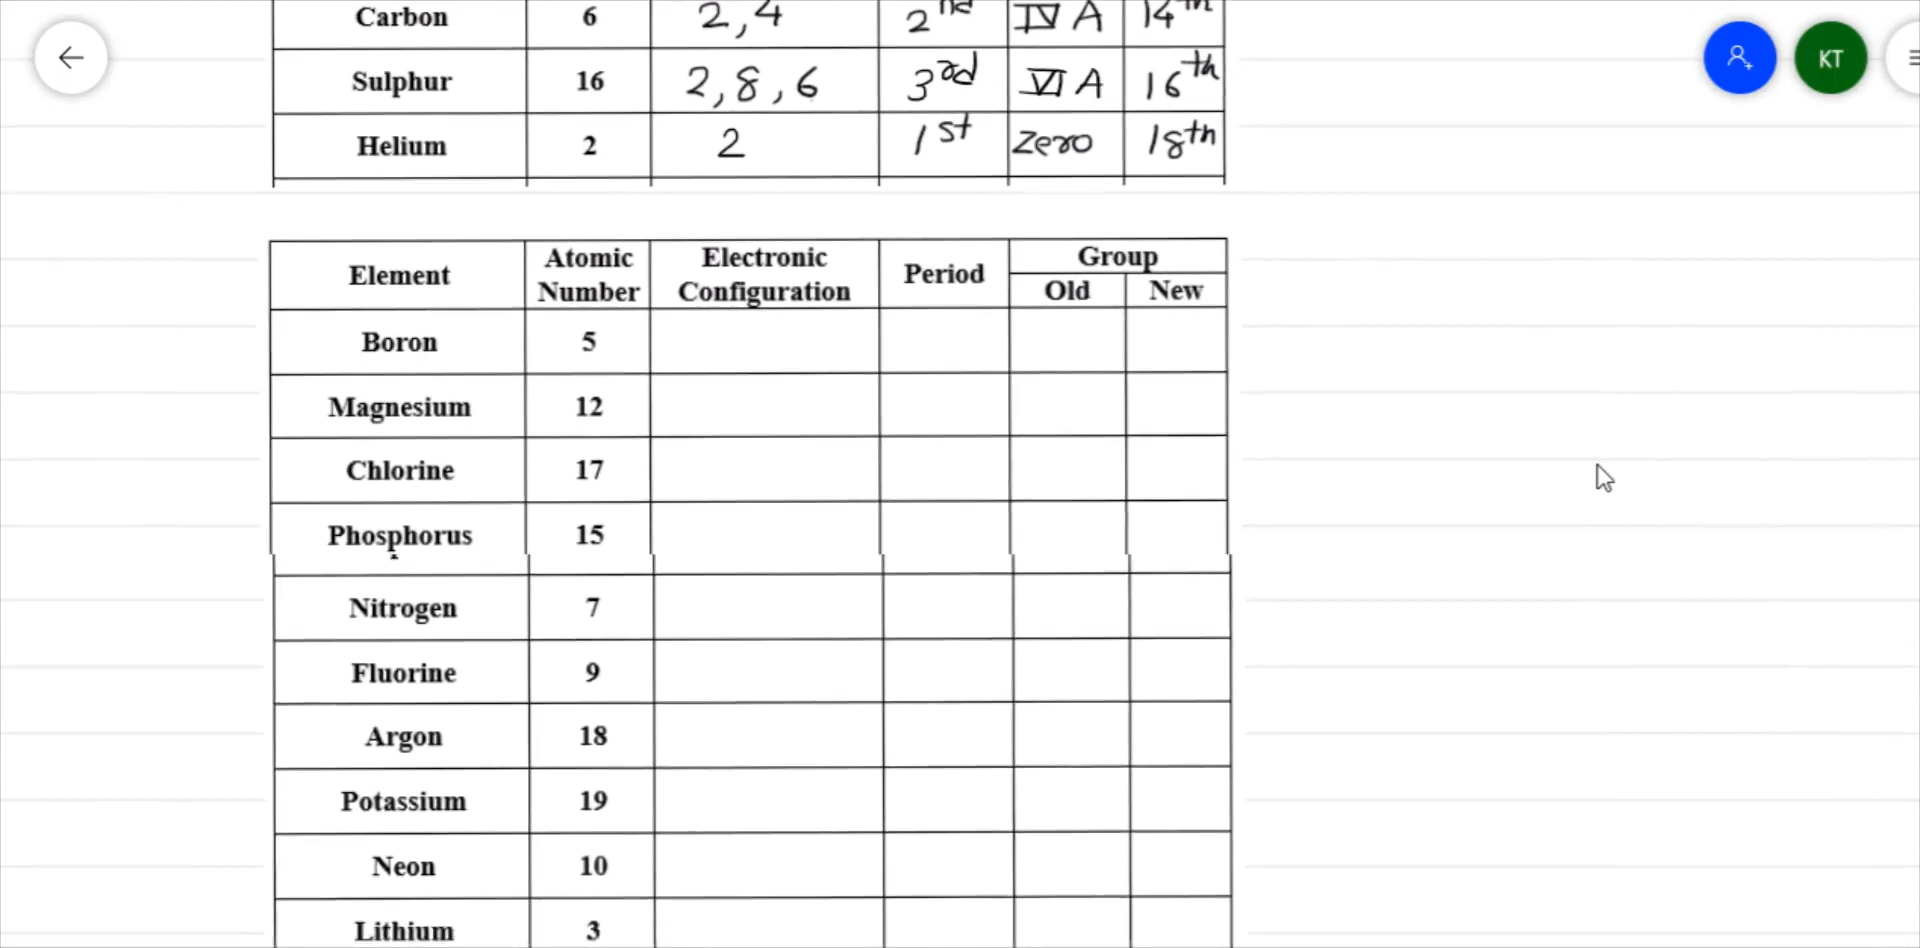 Carbon 6 2,4 2nd IV A 14th
Sulphur 16 2,8,6 3rd VI A 16th
Helium 2 2 1st Zero 18th
KT
Element Atomic Number Electronic Configuration Period Group
Old New
Boron 5
Magnesium 12
Chlorine 17
Phosphorus 15
Nitrogen 7
Fluorine 9
Argon 18
Potassium 19
Neon 10
Lithium 3